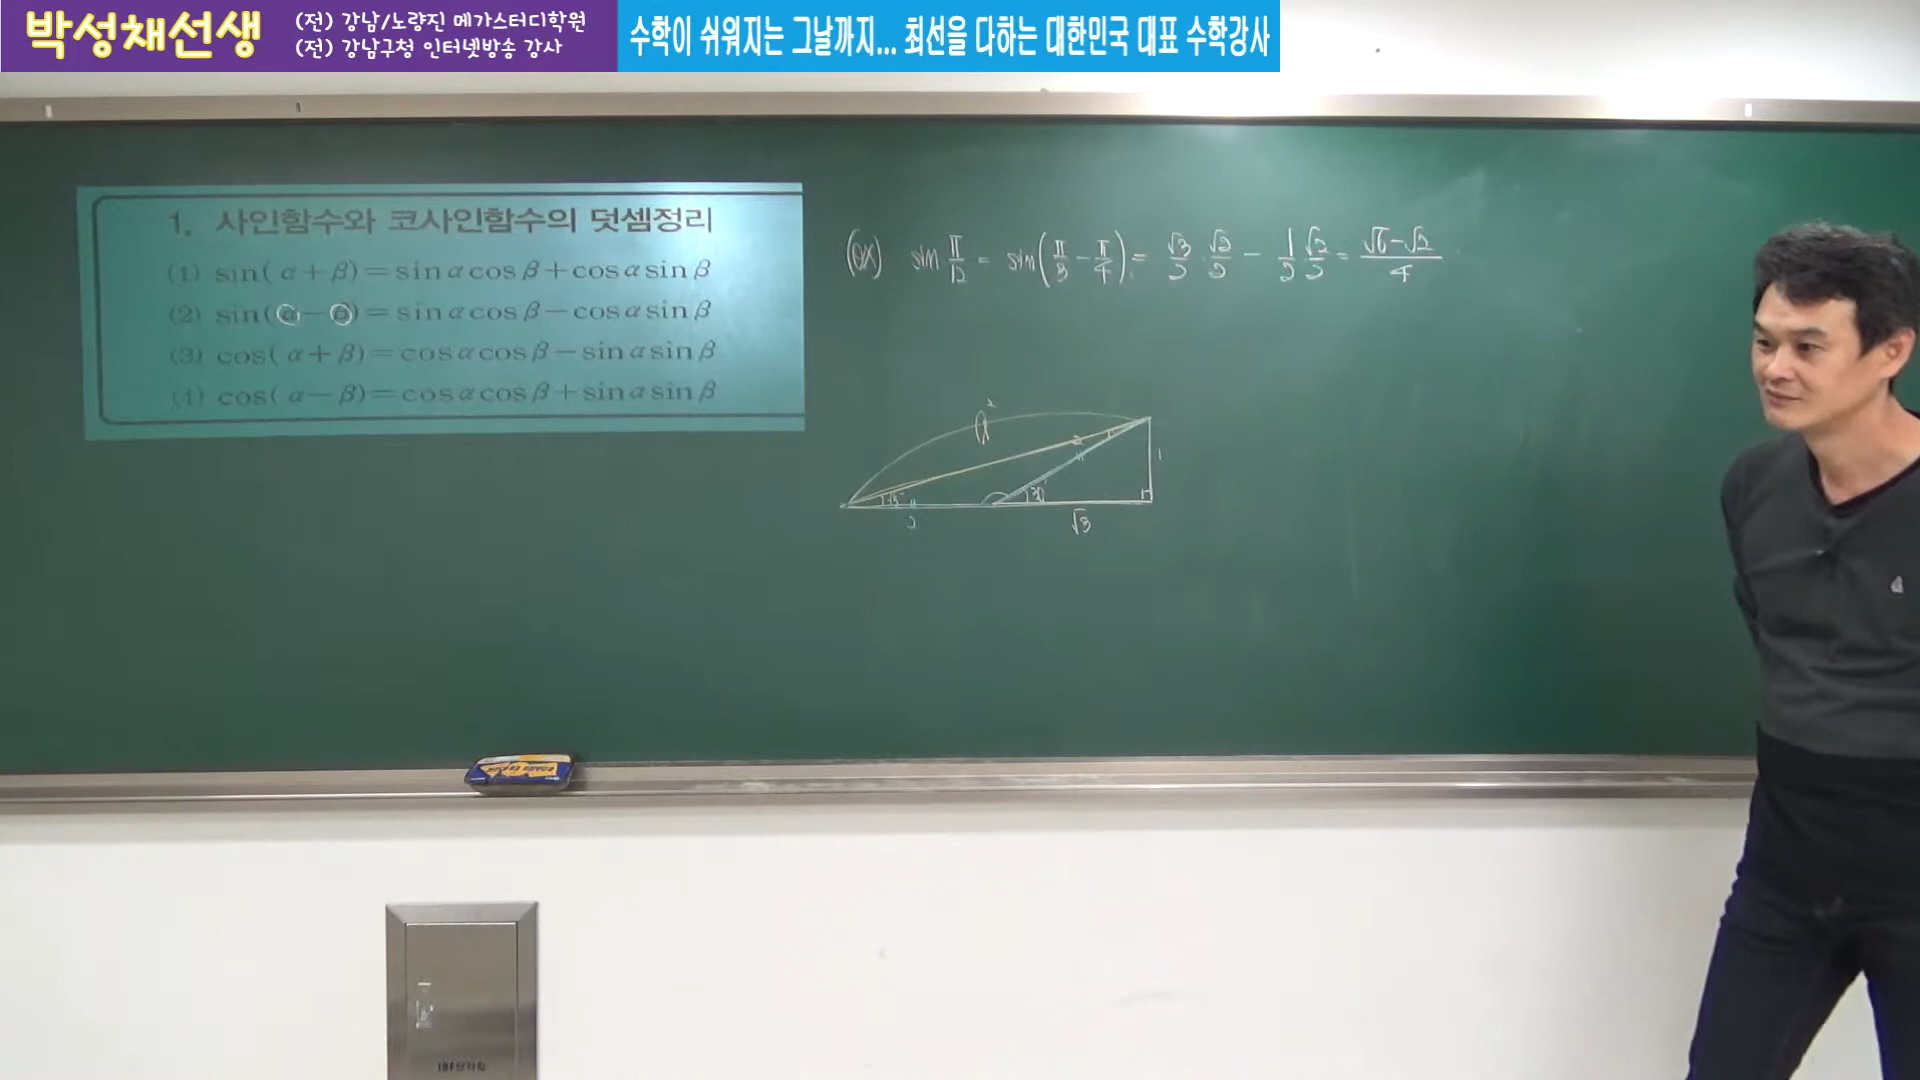 박성채선생
(전) 강남/노량진 메가스터디학원
(전) 강남구청 인터넷방송 강사
수학이 쉬워지는 그날까지... 최선을 다하는 대한민국 대표 수학강사
1. 사인함수와 코사인함수의 덧셈정리
(1) sin(α+β)=sinαcosβ+cosαsinβ
(2) sin(α-β)=sinαcosβ-cosαsinβ
(3) cos(α+β)=cosαcosβ-sinαsinβ
(4) cos(α-β)=cosαcosβ+sinαsinβ
(ex) sin π/12 = sin(π/3 - π/4) = √3/2 · √2/2 - 1/2 · √2/2 = √6-√2/4
2
1
15° 30°
2 √3